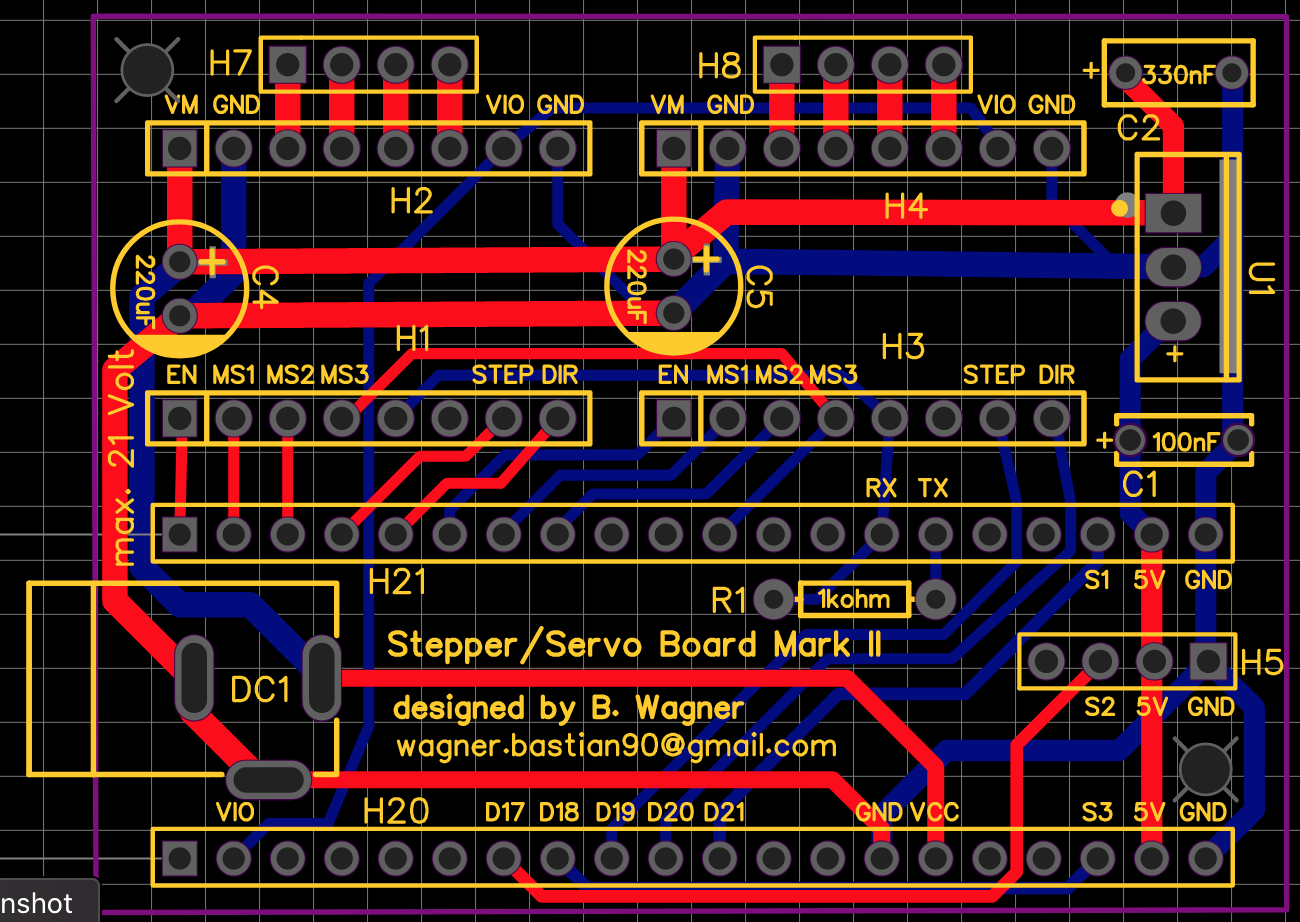 H7
H8
+ 330nF
VM GND VIO GND
VM GND VIO GND
C2
H2
H4
220uF + C4
220uF + C5
U1
H1
H3
+
max. 21 Volt
EN MS1 MS2 MS3 STEP DIR
EN MS1 MS2 MS3 STEP DIR
+ 100nF
C1
RX TX
H21
S1 5V GND
R1 1kohm
Stepper/Servo Board Mark II
H5
DC1
designed by B. Wagner
S2 5V GND
wagner.bastian90@gmail.com
VIO H20 D17 D18 D19 D20 D21 GND VCC S3 5V GND
nshot